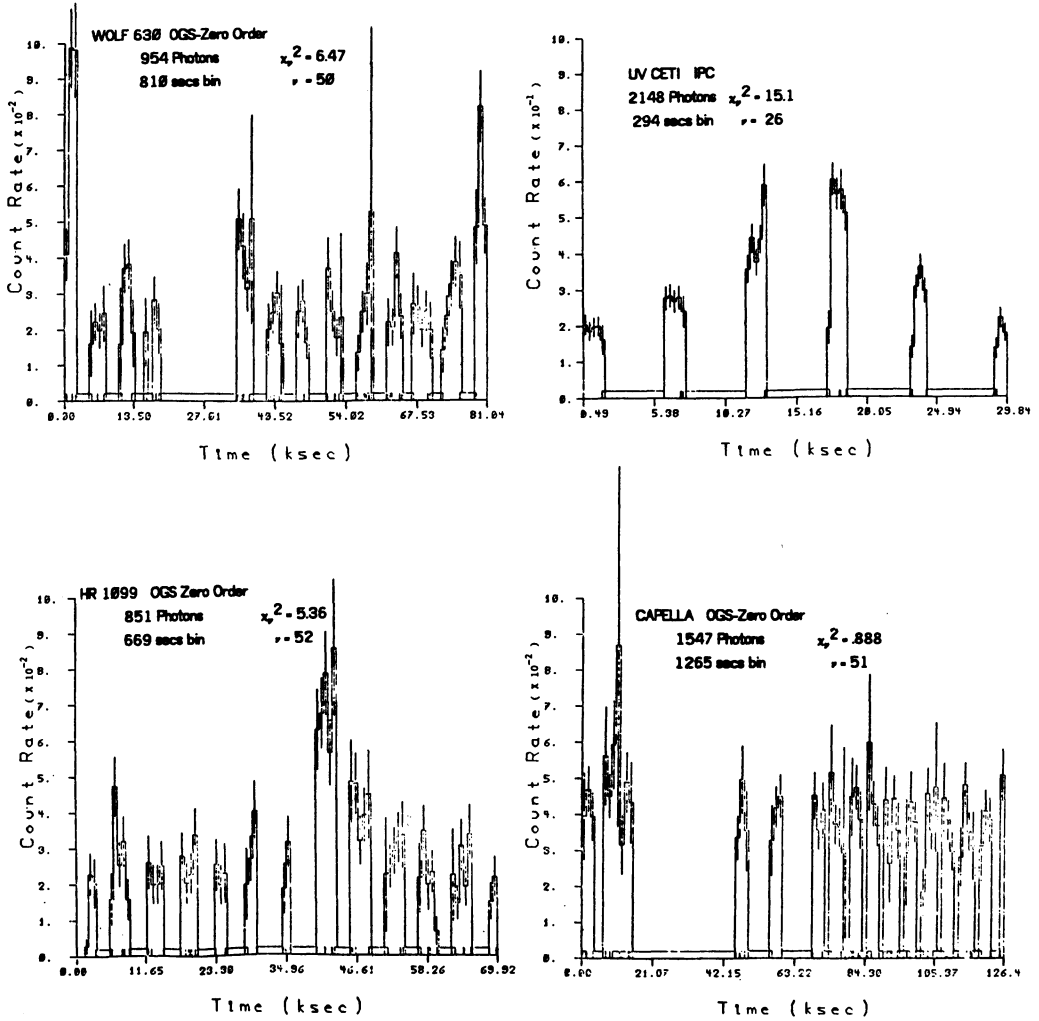 WOLF 630 OGS-Zero Order
954 Photons χν² = 6.47
810 secs bin ν = 50
10.
9.
8.
7.
6.
5.
4.
3.
2.
1.
0.
Count Rate (x10⁻²)
0.00 13.50 27.01 40.52 54.02 67.53 81.04
Time (ksec)
UV CETI IPC
2148 Photons χν² = 15.1
294 secs bin ν = 26
10.
9.
8.
7.
6.
5.
4.
3.
2.
1.
0.
Count Rate (x10⁻²)
0.49 5.38 10.27 15.16 20.05 24.94 29.84
Time (ksec)
HR 1099 OGS Zero Order
851 Photons χν² = 5.36
669 secs bin ν = 52
10.
9.
8.
7.
6.
5.
4.
3.
2.
1.
0.
Count Rate (x10⁻²)
0.00 11.65 23.30 34.96 46.61 58.26 69.92
Time (ksec)
CAPELLA OGS-Zero Order
1547 Photons χν² = .888
1265 secs bin ν = 51
10.
9.
8.
7.
6.
5.
4.
3.
2.
1.
0.
Count Rate (x10⁻²)
0.00 21.07 42.15 63.22 84.30 105.37 126.4
Time (ksec)